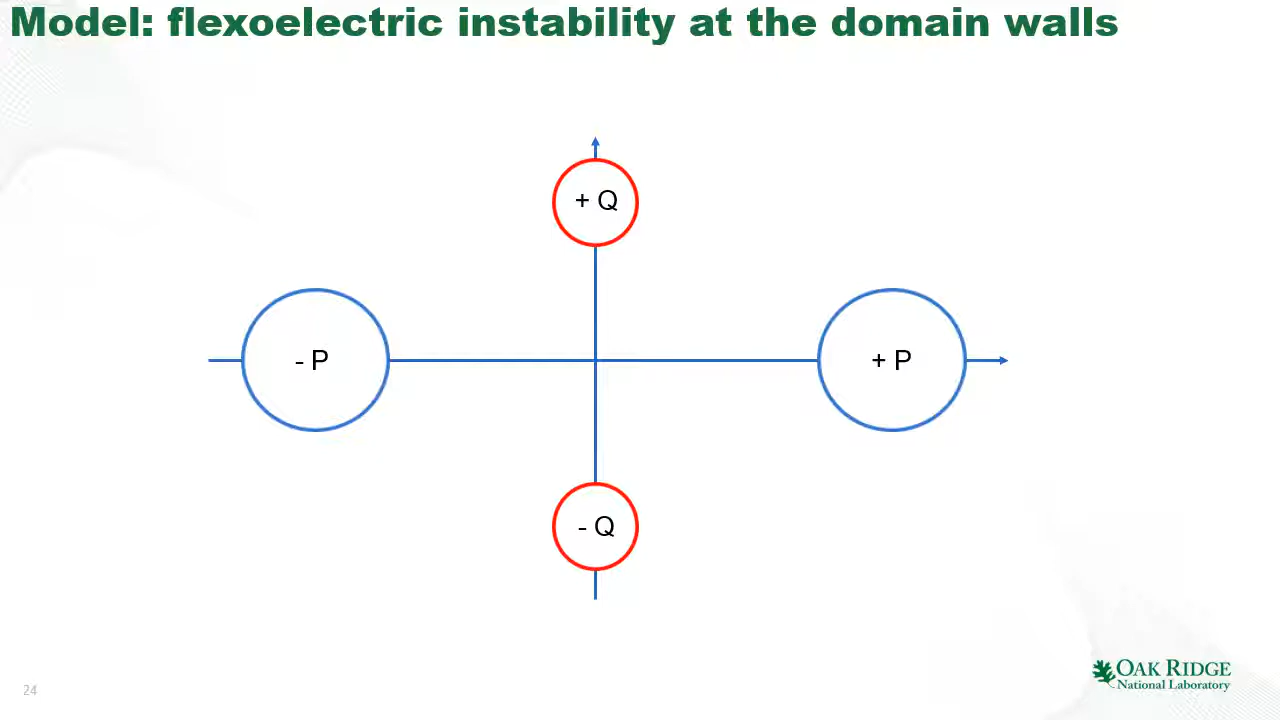 Model: flexoelectric instability at the domain walls
+ Q
- P
+ P
- Q
24
OAK RIDGE
National Laboratory